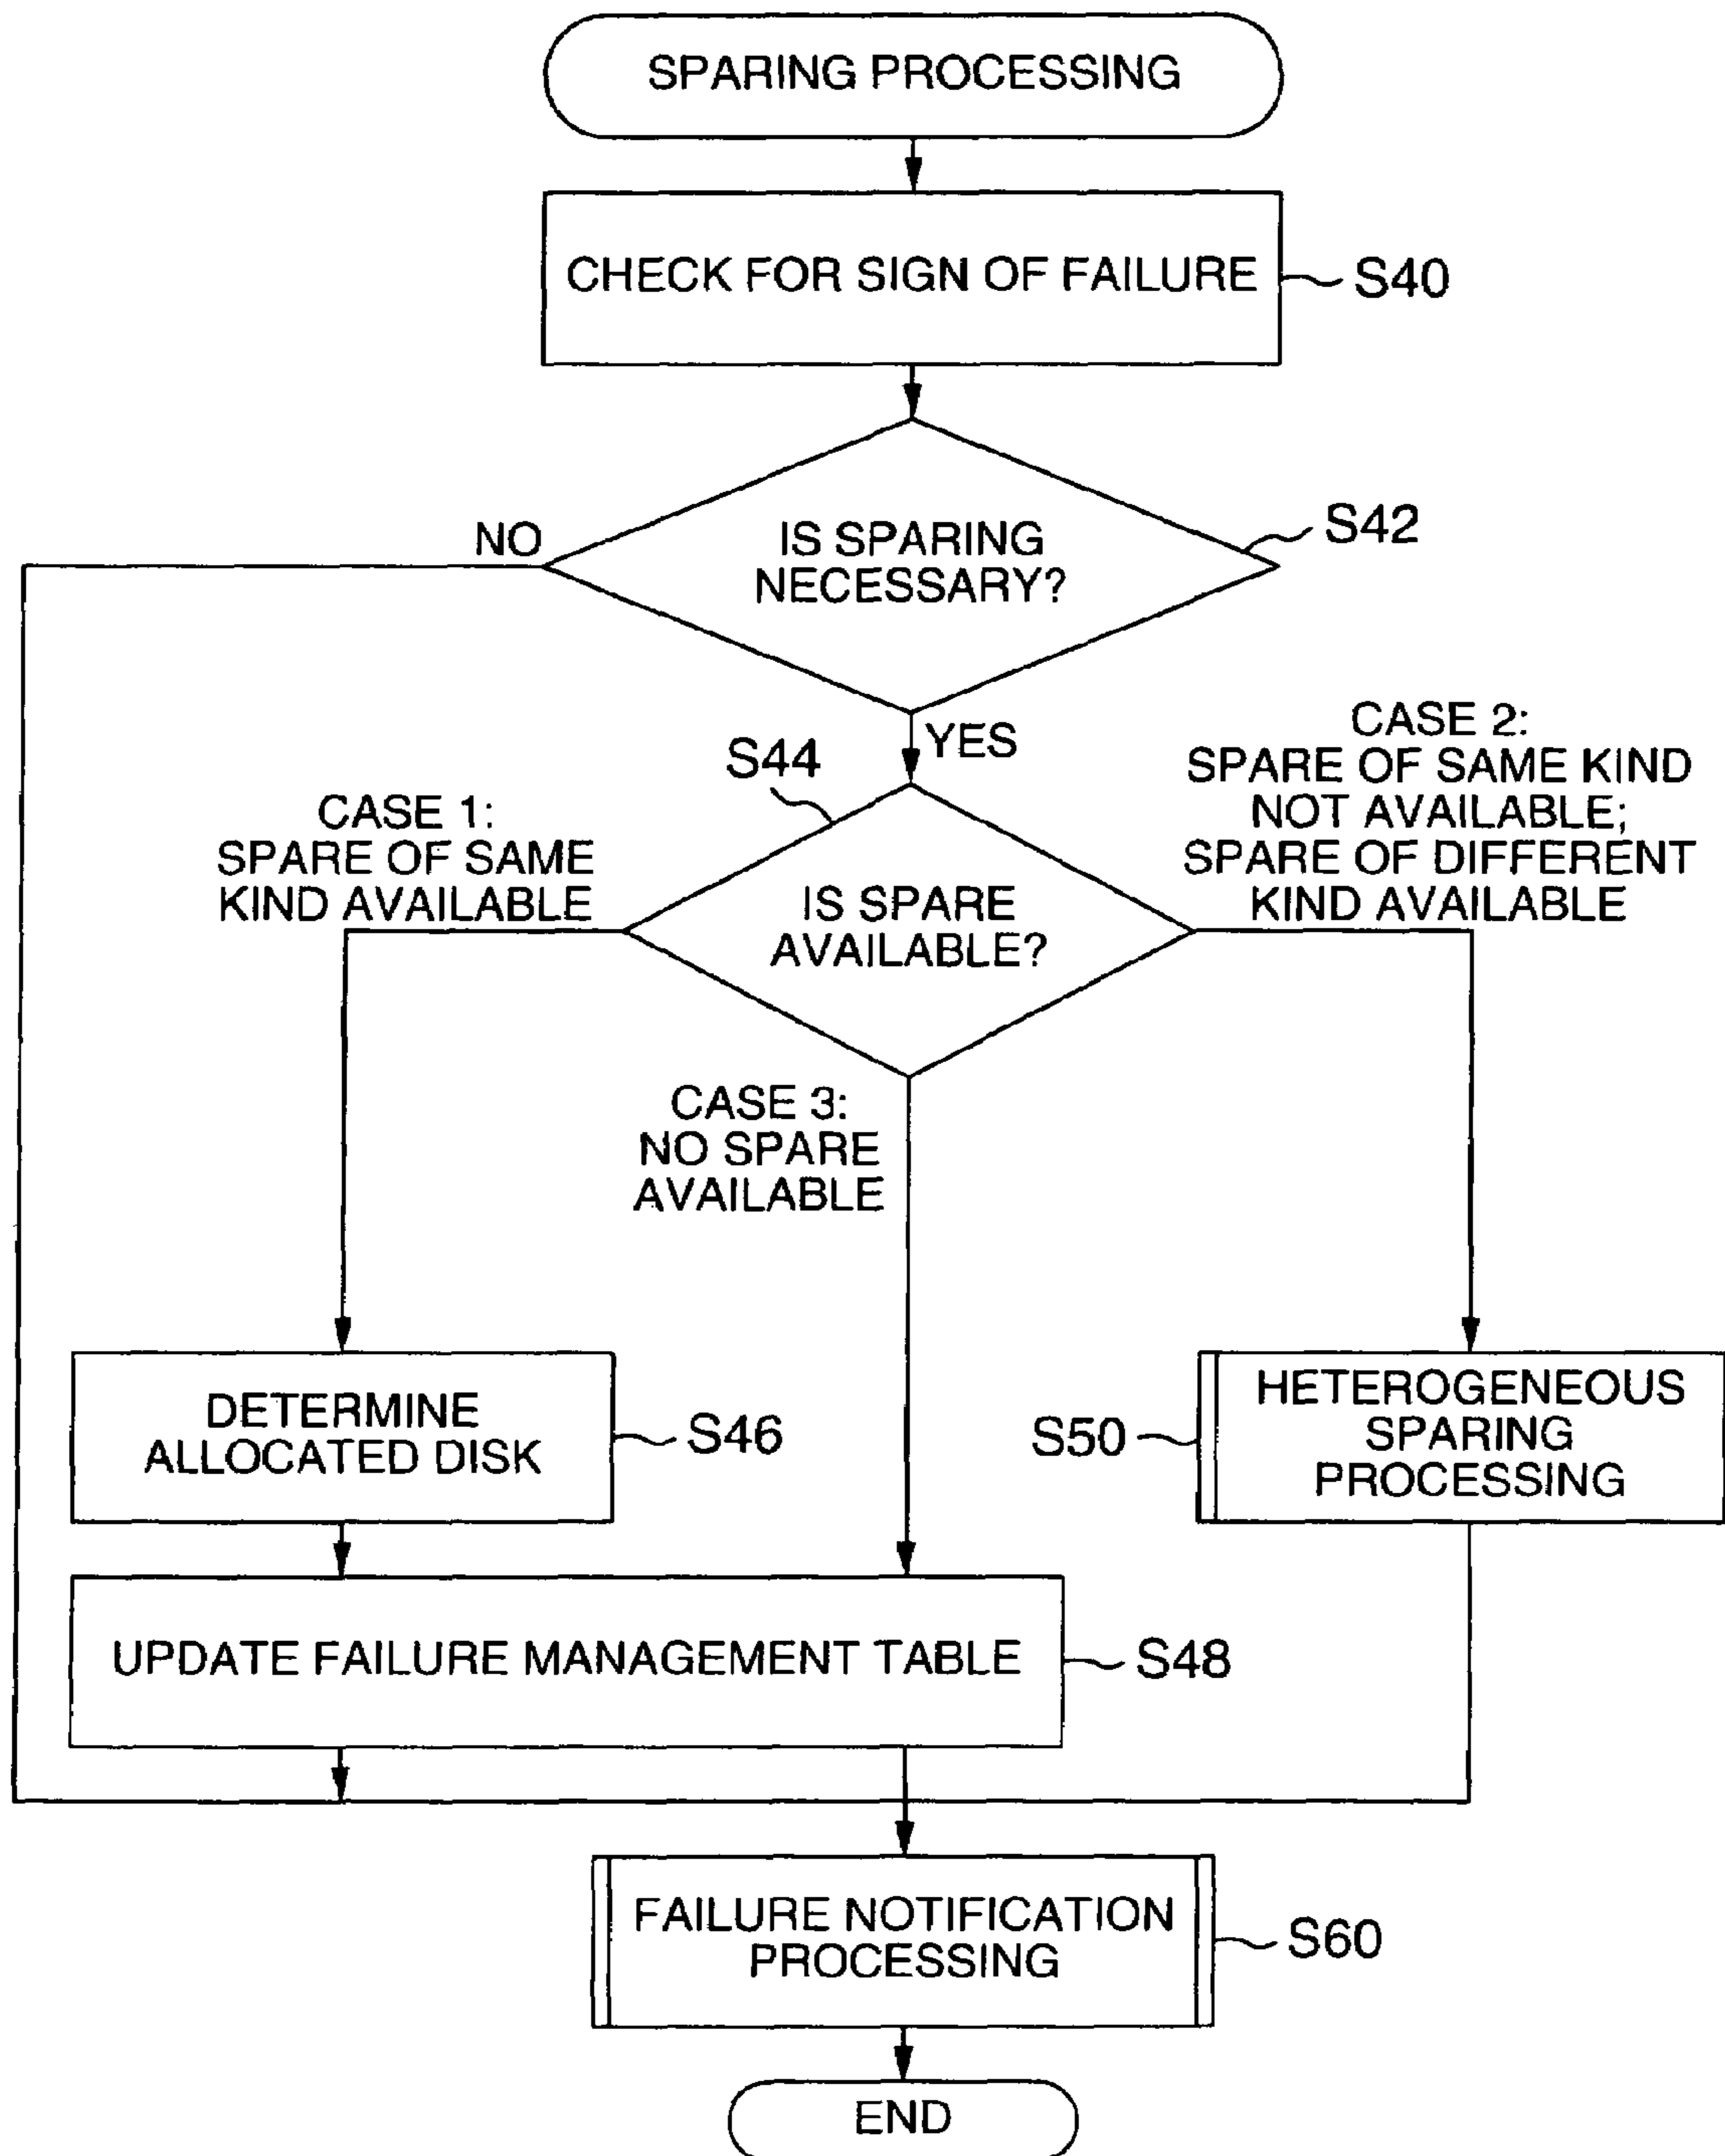 SPARING PROCESSING
CHECK FOR SIGN OF FAILURE
S40
NO
IS SPARING
NECESSARY?
S42
YES
S44
CASE 1:
SPARE OF SAME
KIND AVAILABLE
CASE 2:
SPARE OF SAME KIND
NOT AVAILABLE;
SPARE OF DIFFERENT
KIND AVAILABLE
IS SPARE
AVAILABLE?
CASE 3:
NO SPARE
AVAILABLE
DETERMINE
ALLOCATED DISK
S46
S50
HETEROGENEOUS
SPARING
PROCESSING
UPDATE FAILURE MANAGEMENT TABLE
S48
FAILURE NOTIFICATION
PROCESSING
S60
END